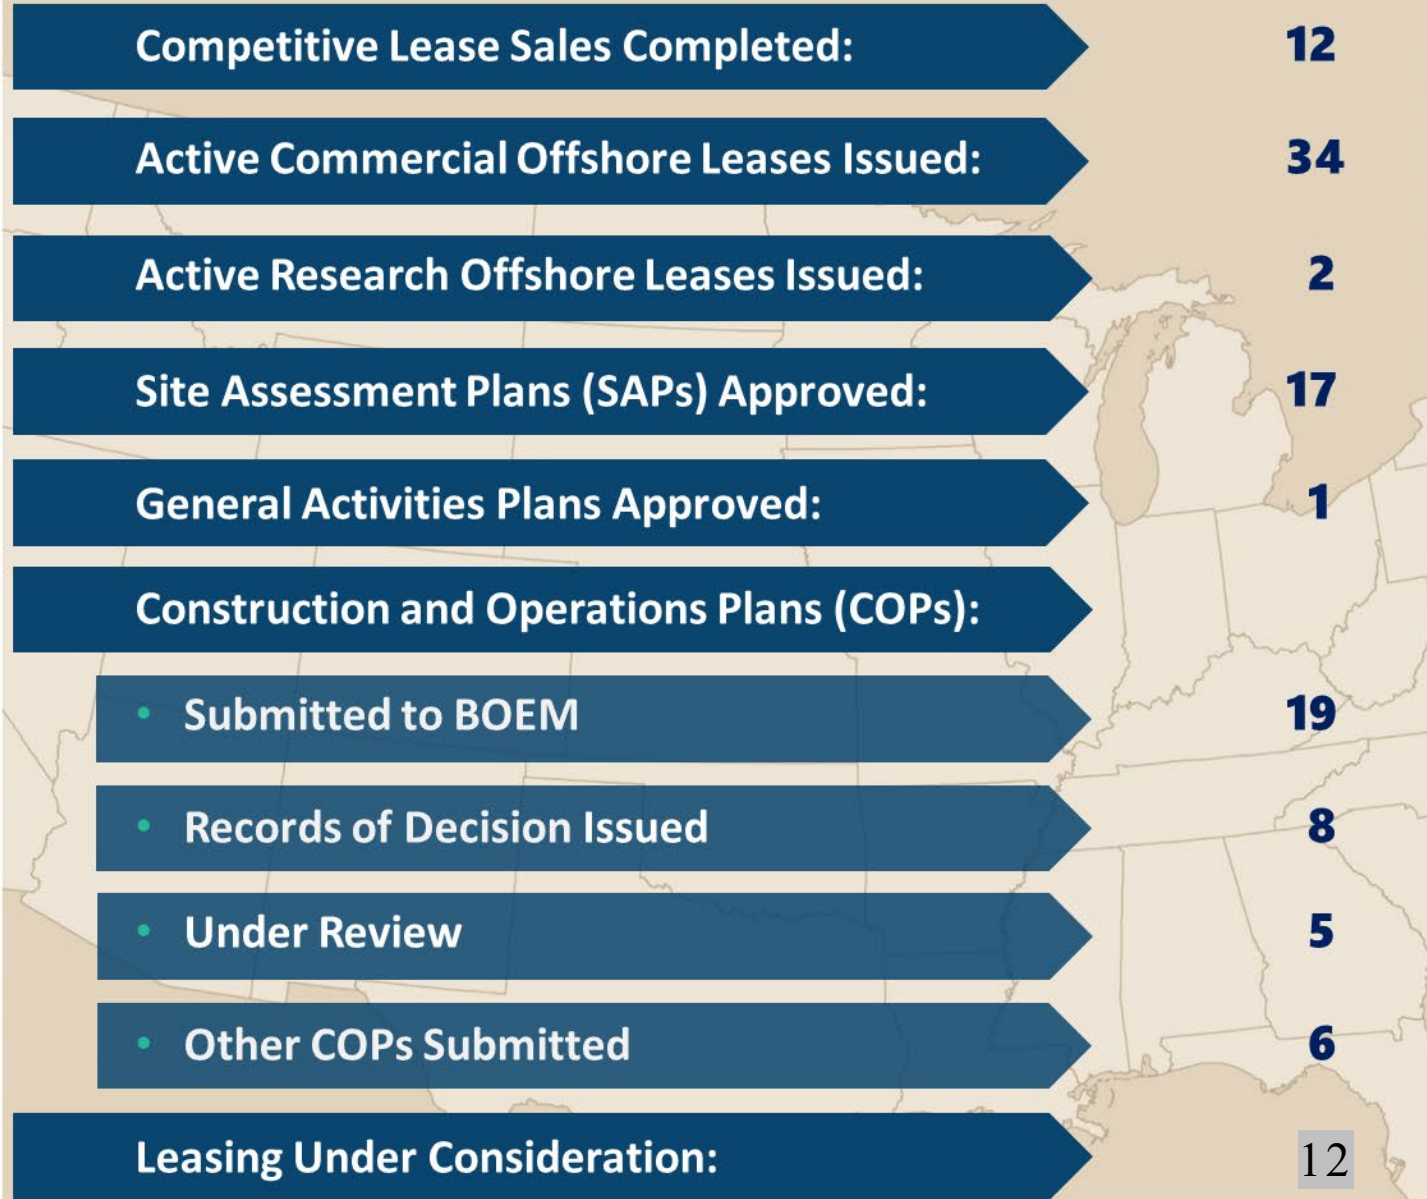 Competitive Lease Sales Completed: 12
Active Commercial Offshore Leases Issued: 34
Active Research Offshore Leases Issued: 2
Site Assessment Plans (SAPs) Approved: 17
General Activities Plans Approved: 1
Construction and Operations Plans (COPs):
• Submitted to BOEM 19
• Records of Decision Issued 8
• Under Review 5
• Other COPs Submitted 6
Leasing Under Consideration: 12